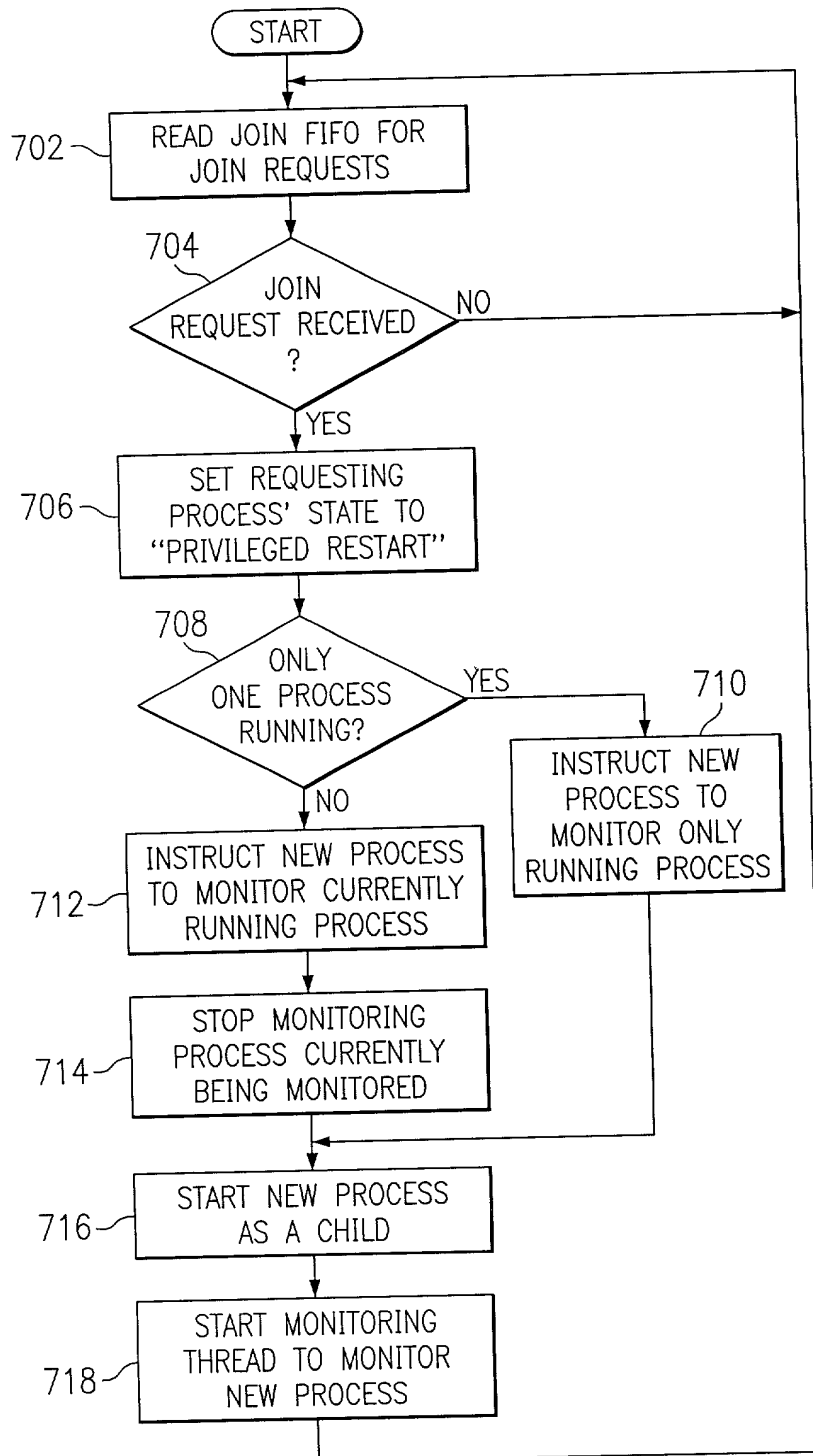 START
702
READ JOIN FIFO FOR
JOIN REQUESTS
704
JOIN
REQUEST RECEIVED
?
NO
YES
706
SET REQUESTING
PROCESS' STATE TO
“PRIVILEGED RESTART”
708
ONLY
ONE PROCESS
RUNNING?
YES
710
INSTRUCT NEW
PROCESS TO
MONITOR ONLY
RUNNING PROCESS
NO
712
INSTRUCT NEW PROCESS
TO MONITOR CURRENTLY
RUNNING PROCESS
714
STOP MONITORING
PROCESS CURRENTLY
BEING MONITORED
716
START NEW PROCESS
AS A CHILD
718
START MONITORING
THREAD TO MONITOR
NEW PROCESS